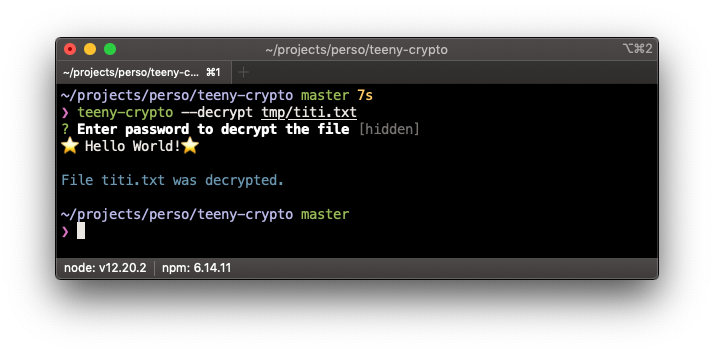 ~/projects/perso/teeny-crypto
⌥⌘2
~/projects/perso/teeny-c... ⌘1
~/projects/perso/teeny-crypto master 7s
❯ teeny-crypto --decrypt tmp/titi.txt
? Enter password to decrypt the file [hidden]
⭐ Hello World!⭐
File titi.txt was decrypted.
~/projects/perso/teeny-crypto master
❯
node: v12.20.2 | npm: 6.14.11